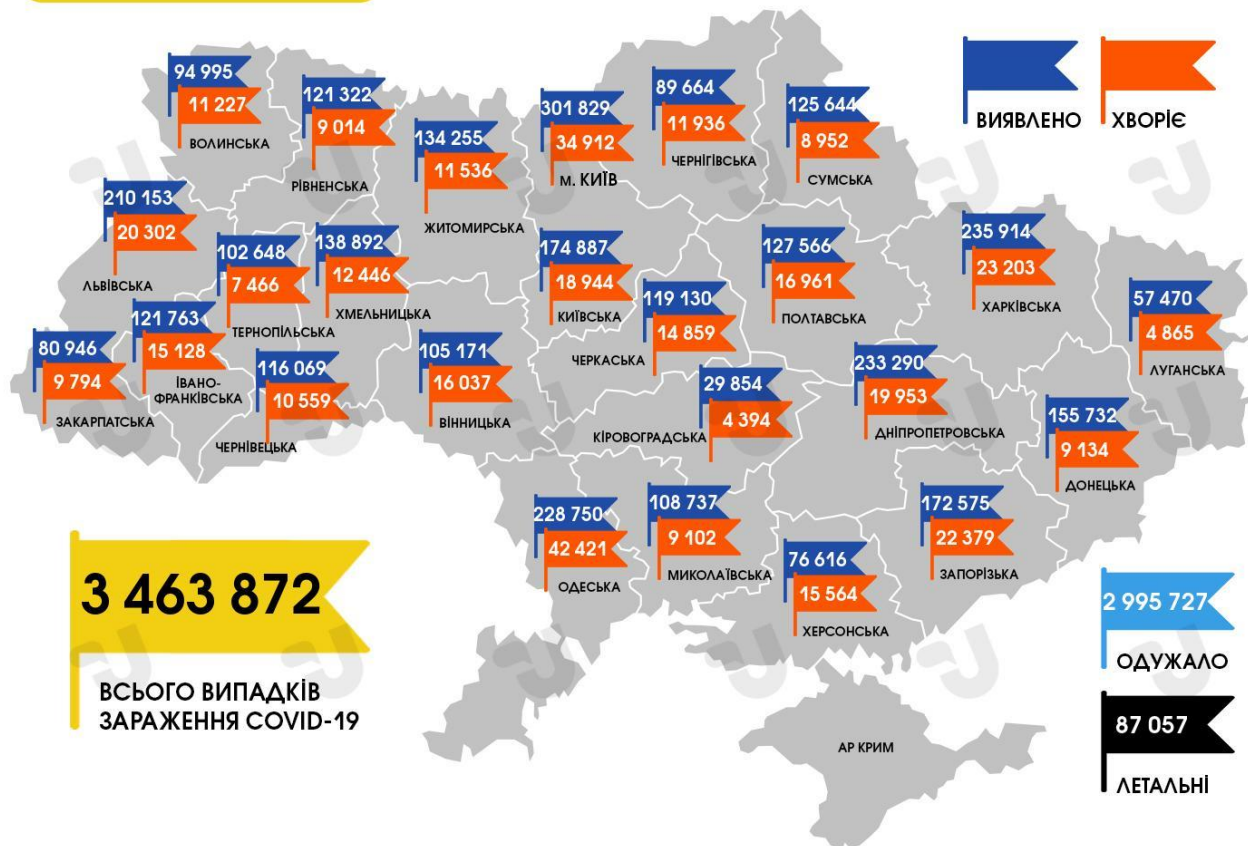 94 995
11 227
ВОЛИНСЬКА
121 322
9 014
РІВНЕНСЬКА
134 255
11 536
ЖИТОМИРСЬКА
301 829
34 912
м. КИЇВ
89 664
11 936
ЧЕРНІГІВСЬКА
125 644
8 952
СУМСЬКА
ВИЯВЛЕНО
ХВОРІЄ
210 153
20 302
ЛЬВІВСЬКА
102 648
7 466
ТЕРНОПІЛЬСЬКА
138 892
12 446
ХМЕЛЬНИЦЬКА
174 887
18 944
КИЇВСЬКА
119 130
14 859
ЧЕРКАСЬКА
127 566
16 961
ПОЛТАВСЬКА
235 914
23 203
ХАРКІВСЬКА
57 470
4 865
ЛУГАНСЬКА
80 946
9 794
ЗАКАРПАТСЬКА
121 763
15 128
ІВАНО-
ФРАНКІВСЬКА
116 069
10 559
ЧЕРНІВЕЦЬКА
105 171
16 037
ВІННИЦЬКА
29 854
4 394
КІРОВОГРАДСЬКА
233 290
19 953
ДНІПРОПЕТРОВСЬКА
155 732
9 134
ДОНЕЦЬКА
228 750
42 421
ОДЕСЬКА
108 737
9 102
МИКОЛАЇВСЬКА
76 616
15 564
ХЕРСОНСЬКА
172 575
22 379
ЗАПОРІЗЬКА
3 463 872
ВСЬОГО ВИПАДКІВ
ЗАРАЖЕННЯ COVID-19
2 995 727
ОДУЖАЛО
87 057
ЛЕТАЛЬНІ
АР КРИМ